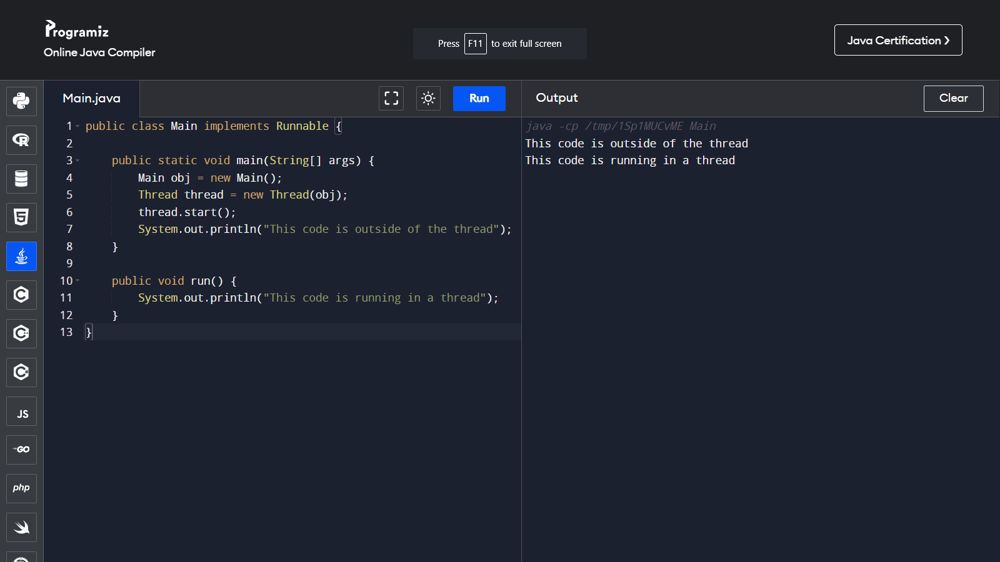 Programiz
Online Java Compiler
Press F11 to exit full screen
Java Certification ❯
Main.java
Run
Output
Clear
1 public class Main implements Runnable {
2
3     public static void main(String[] args) {
4         Main obj = new Main();
5         Thread thread = new Thread(obj);
6         thread.start();
7         System.out.println("This code is outside of the thread");
8     }
9
10     public void run() {
11         System.out.println("This code is running in a thread");
12     }
13 }
java -cp /tmp/1Sp1MUCvME Main
This code is outside of the thread
This code is running in a thread
R
5
C
C++
C#
JS
GO
php